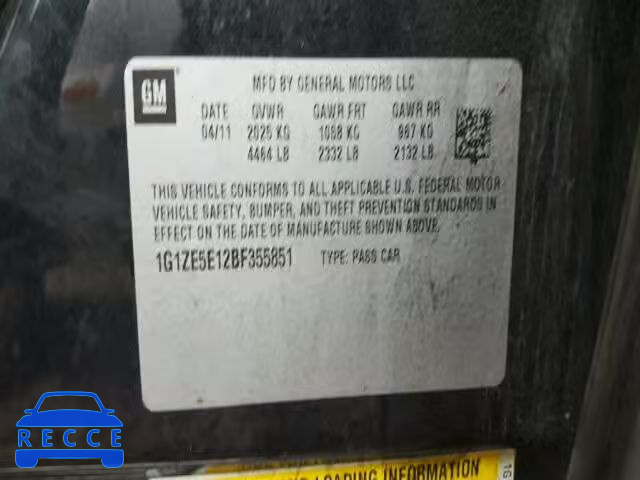 GM
MFD BY GENERAL MOTORS LLC
DATE GVWR GAWR FRT GAWR RR
04/11 2025 KG 1058 KG 967 KG
4464 LB 2332 LB 2132 LB
THIS VEHICLE CONFORMS TO ALL APPLICABLE U.S. FEDERAL MOTOR
VEHICLE SAFETY, BUMPER, AND THEFT PREVENTION STANDARDS IN
EFFECT ON THE DATE OF MANUFACTURE SHOWN ABOVE.
1G1ZE5E12BF355851 TYPE: PASS CAR
LOADING INFORMATION
1G
RECCE